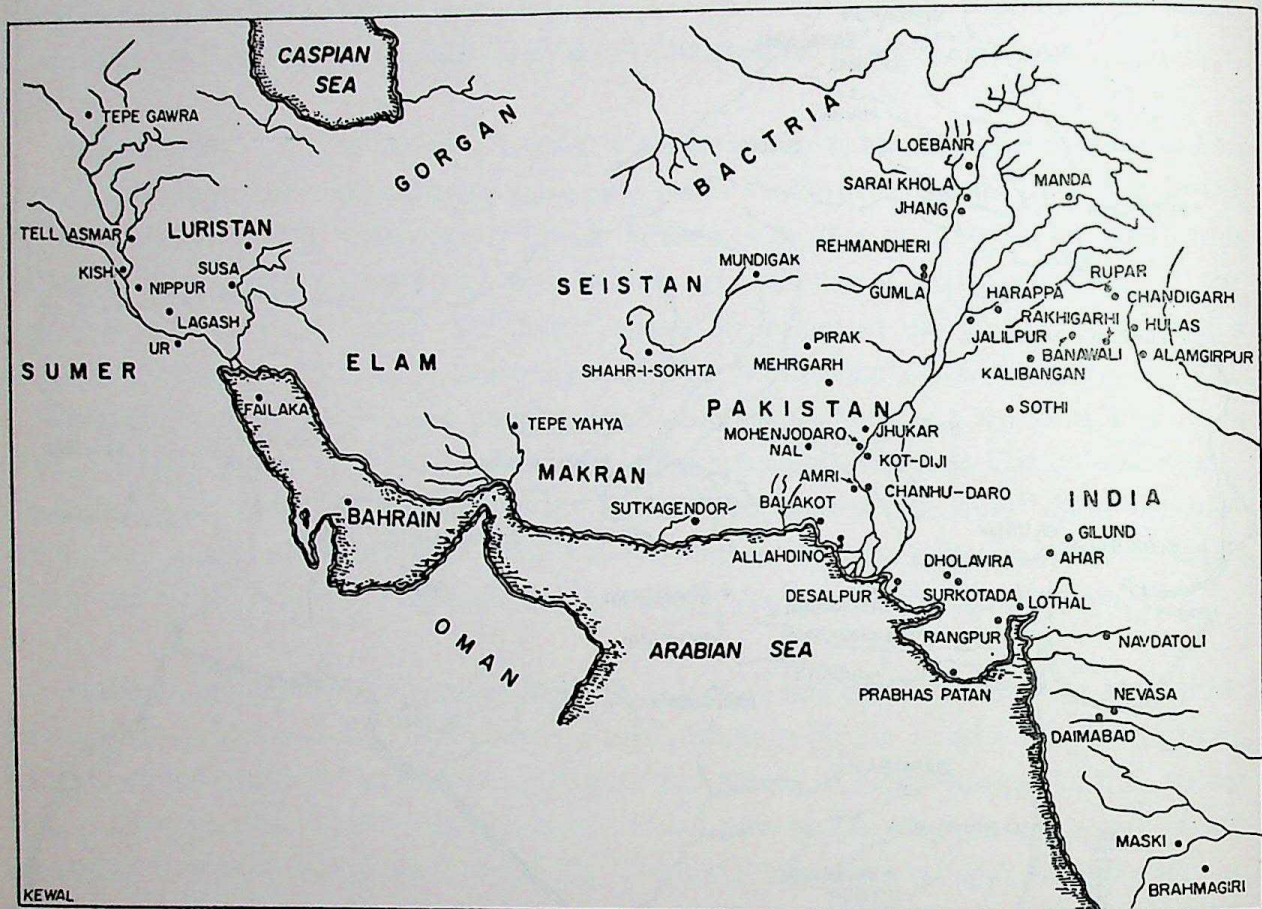 CASPIAN
SEA
TEPE GAWRA
GORGAN
BACTRIA
LOEBANR
SARAI KHOLA
JHANG
MANDA
TELL ASMAR
LURISTAN
REHMANDHERI
KISH
SUSA
MUNDIGAK
NIPPUR
SEISTAN
GUMLA
RUPAR
HARAPPA
CHANDIGARH
LAGASH
RAKHIGARHI
HULAS
UR
PIRAK
JALILPUR
BANAWALI
ALAMGIRPUR
SUMER
ELAM
SHAHR-I-SOKHTA
MEHRGARH
KALIBANGAN
FAILAKA
PAKISTAN
SOTHI
TEPE YAHYA
MOHENJODARO
JHUKAR
NAL
KOT-DIJI
MAKRAN
AMRI
CHANHU-DARO
BALAKOT
INDIA
BAHRAIN
SUTKAGENDOR
GILUND
ALLAHDINO
DHOLAVIRA
AHAR
DESALPUR
SURKOTADA
LOTHAL
OMAN
ARABIAN SEA
RANGPUR
NAVDATOLI
PRABHAS PATAN
NEVASA
DAIMABAD
MASKI
BRAHMAGIRI
KEWAL